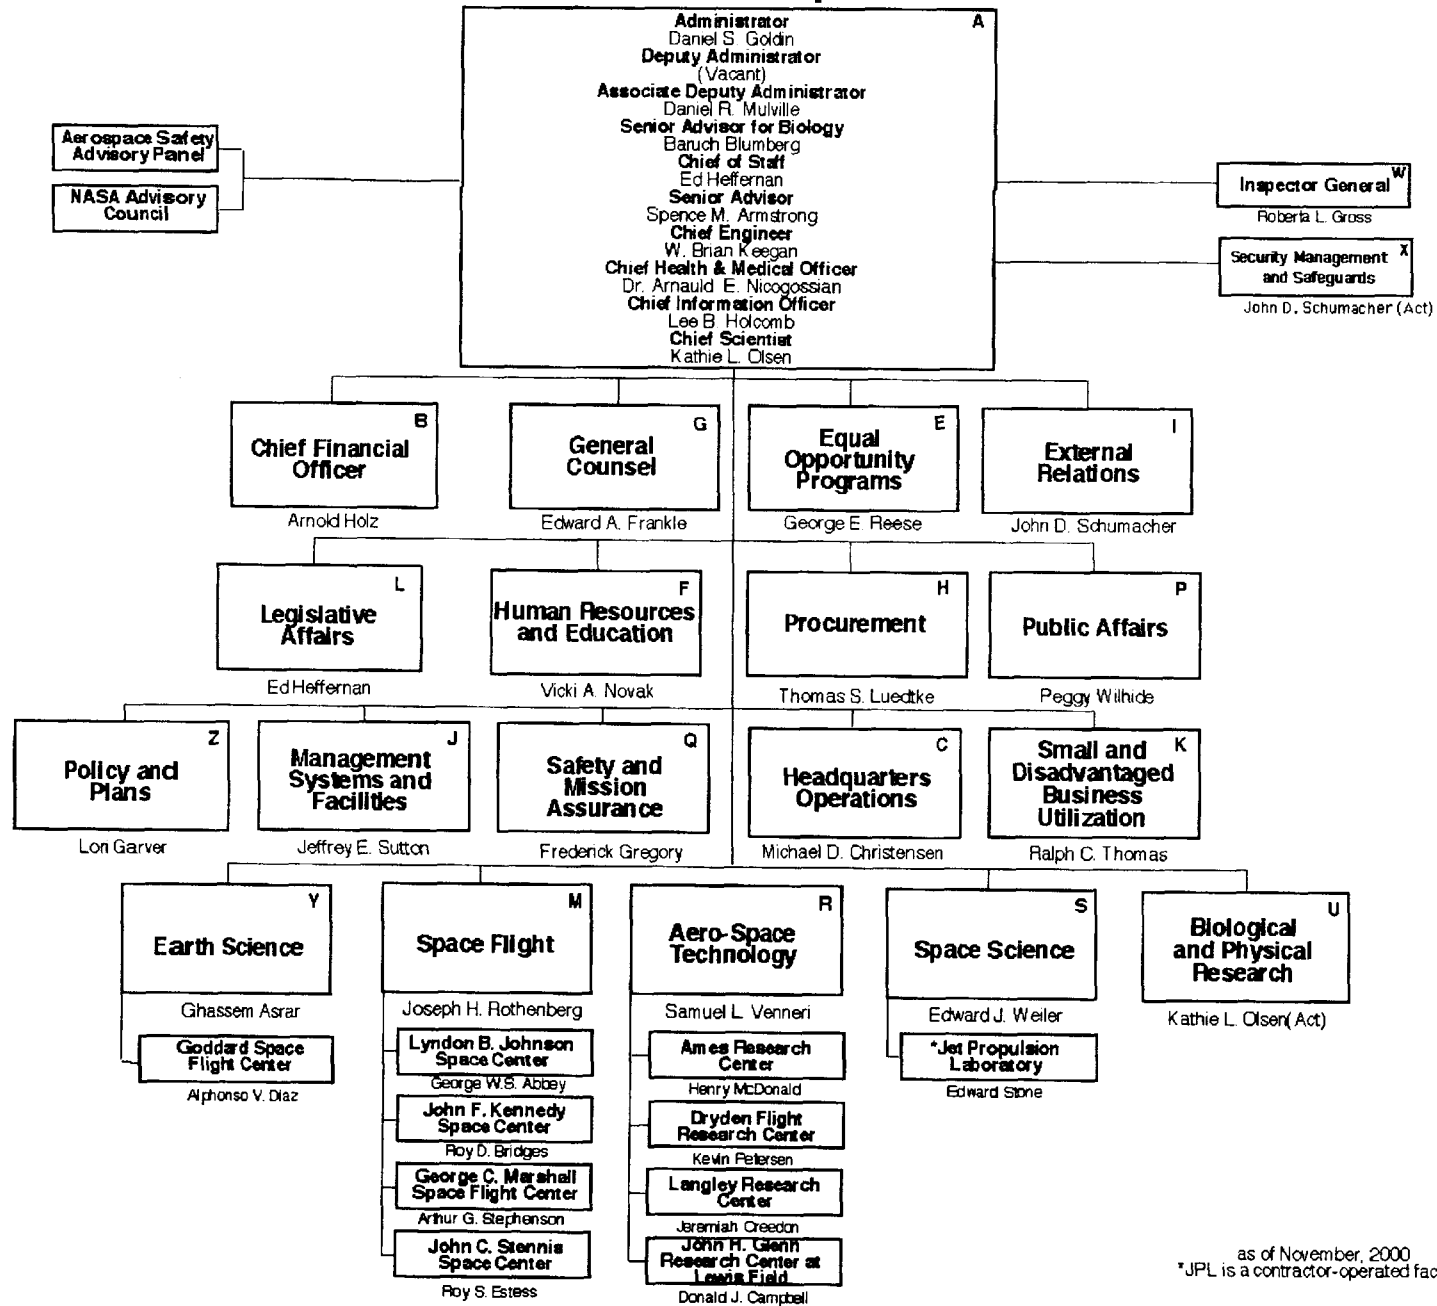 A
Administrator
Daniel S. Goldin
Deputy Administrator
(Vacant)
Associate Deputy Administrator
Daniel R. Mulville
Senior Advisor for Biology
Baruch Blumberg
Chief of Staff
Ed Heffernan
Senior Advisor
Spence M. Armstrong
Chief Engineer
W. Brian Keegan
Chief Health & Medical Officer
Dr. Arnauld E. Nicogossian
Chief Information Officer
Lee B. Holcomb
Chief Scientist
Kathie L. Olsen
Aerospace Safety
Advisory Panel
NASA Advisory
Council
W
Inspector General
Roberta L. Gross
X
Security Management
and Safeguards
John D. Schumacher (Act)
B
Chief Financial
Officer
Arnold Holz
G
General
Counsel
Edward A. Frankle
E
Equal
Opportunity
Programs
George E. Reese
I
External
Relations
John D. Schumacher
L
Legislative
Affairs
Ed Heffernan
F
Human Resources
and Education
Vicki A. Novak
H
Procurement
Thomas S. Luedtke
P
Public Affairs
Peggy Wilhide
Z
Policy and
Plans
Lori Garver
J
Management
Systems and
Facilities
Jeffrey E. Sutton
Q
Safety and
Mission
Assurance
Frederick Gregory
C
Headquarters
Operations
Michael D. Christensen
K
Small and
Disadvantaged
Business
Utilization
Ralph C. Thomas
Y
Earth Science
Ghassem Asrar
Goddard Space
Flight Center
Alphonso V. Diaz
M
Space Flight
Joseph H. Rothenberg
Lyndon B. Johnson
Space Center
George W.S. Abbey
John F. Kennedy
Space Center
Roy D. Bridges
George C. Marshall
Space Flight Center
Arthur G. Stephenson
John C. Stennis
Space Center
Roy S. Estess
R
Aero-Space
Technology
Samuel L. Venneri
Ames Research
Center
Henry McDonald
Dryden Flight
Research Center
Kevin Petersen
Langley Research
Center
Jeremiah Creedon
John H. Glenn
Research Center at
Lewis Field
Donald J. Campbell
S
Space Science
Edward J. Weiler
*Jet Propulsion
Laboratory
Edward Stone
U
Biological
and Physical
Research
Kathie L. Olsen(Act)
as of November, 2000
*JPL is a contractor-operated fac